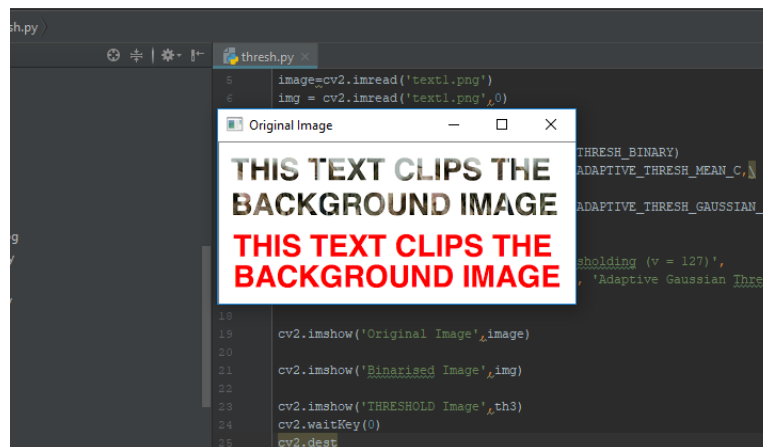 sh.py
thresh.py
5 image=cv2.imread('text1.png')
6 img = cv2.imread('text1.png',0)
Original Image
THRESH_BINARY)
THIS TEXT CLIPS THE
ADAPTIVE_THRESH_MEAN_C,\
BACKGROUND IMAGE
ADAPTIVE_THRESH_GAUSSIAN_
THIS TEXT CLIPS THE
sholding (v = 127)',
BACKGROUND IMAGE
, 'Adaptive Gaussian Thre
g
y
18
19 cv2.imshow('Original Image',image)
20
21 cv2.imshow('Binarised Image',img)
22
23 cv2.imshow('THRESHOLD Image',th3)
24 cv2.waitKey(0)
25 cv2.dest